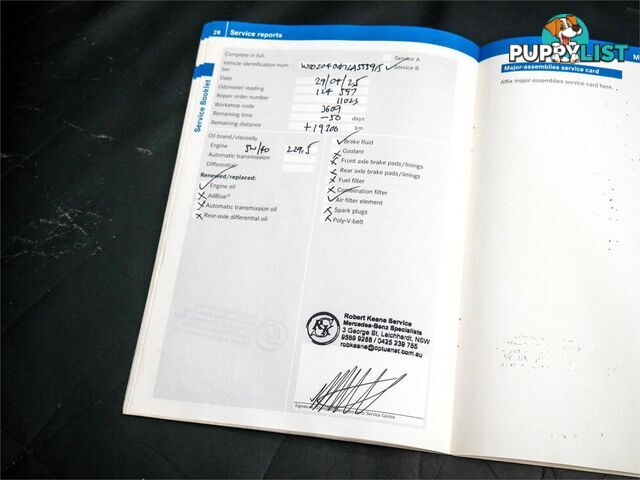 28 Service reports
PUPPYLIST
M
Major-assemblies service card
Affix major-assemblies service card here.
Service Booklet
Complete in full:
Service A
Vehicle identification num-
ber
Service B
Date 29/04/25
Odometer reading 124 597
Repair order number 11023
Workshop code 3609
Remaining time -50 days
Remaining distance +19200 km
Oil brand/viscosity
Engine 5w/40 229.5
Automatic transmission
Differential
Renewed/replaced:
Engine oil
AdBlue®
Automatic transmission oil
Rear-axle differential oil
Brake fluid
Coolant
Front axle brake pads/linings
Rear axle brake pads/linings
Fuel filter
Combination filter
Air filter element
Spark plugs
Poly-V-belt
RSK
Robert Keane Service
Mercedes-Benz Specialists
3 George St, Leichhardt, NSW
9569 9288 / 0425 239 755
robkeane@optusnet.com.au
Service Centre